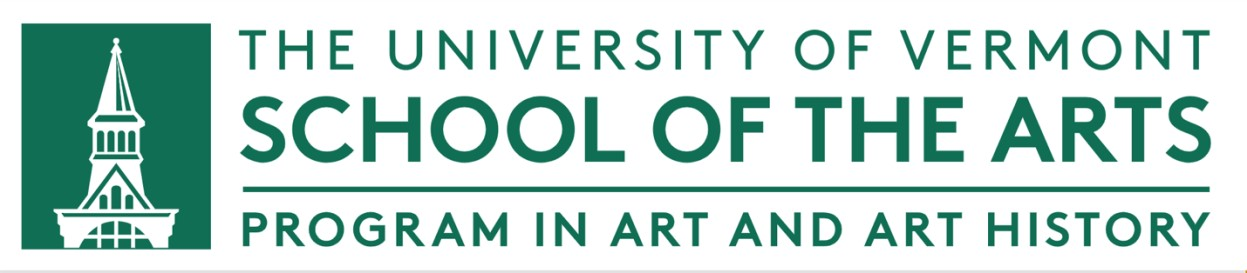 THE UNIVERSITY OF VERMONT
SCHOOL OF THE ARTS
PROGRAM IN ART AND ART HISTORY